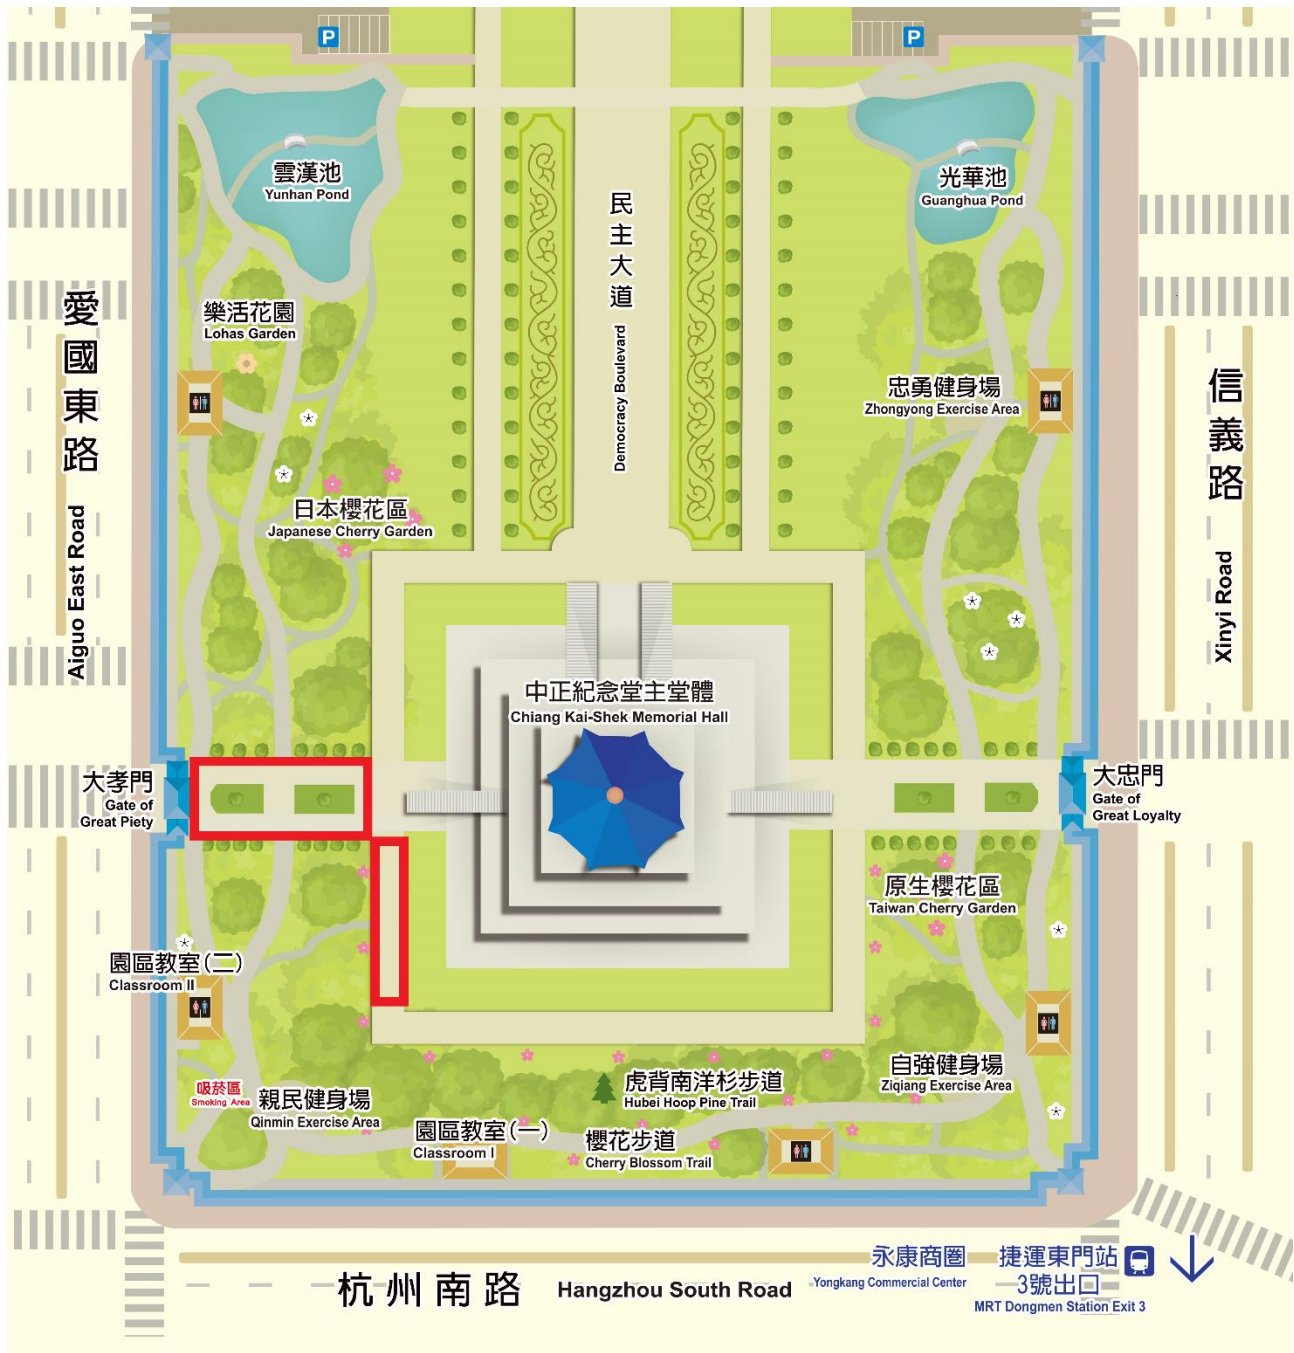 P
P
雲漢池
Yunhan Pond
光華池
Guanghua Pond
民主大道
Democracy Boulevard
愛國東路
Aiguo East Road
樂活花園
Lohas Garden
忠勇健身場
Zhongyong Exercise Area
信義路
Xinyi Road
日本櫻花區
Japanese Cherry Garden
中正紀念堂主堂體
Chiang Kai-Shek Memorial Hall
大孝門
Gate of
Great Piety
大忠門
Gate of
Great Loyalty
原生櫻花區
Taiwan Cherry Garden
園區教室(二)
Classroom II
吸菸區
Smoking Area
親民健身場
Qinmin Exercise Area
自強健身場
Ziqiang Exercise Area
虎背南洋杉步道
Hubei Hoop Pine Trail
園區教室(一)
Classroom I
櫻花步道
Cherry Blossom Trail
杭州南路 Hangzhou South Road
永康商圈
Yongkang Commercial Center
捷運東門站
3號出口
MRT Dongmen Station Exit 3